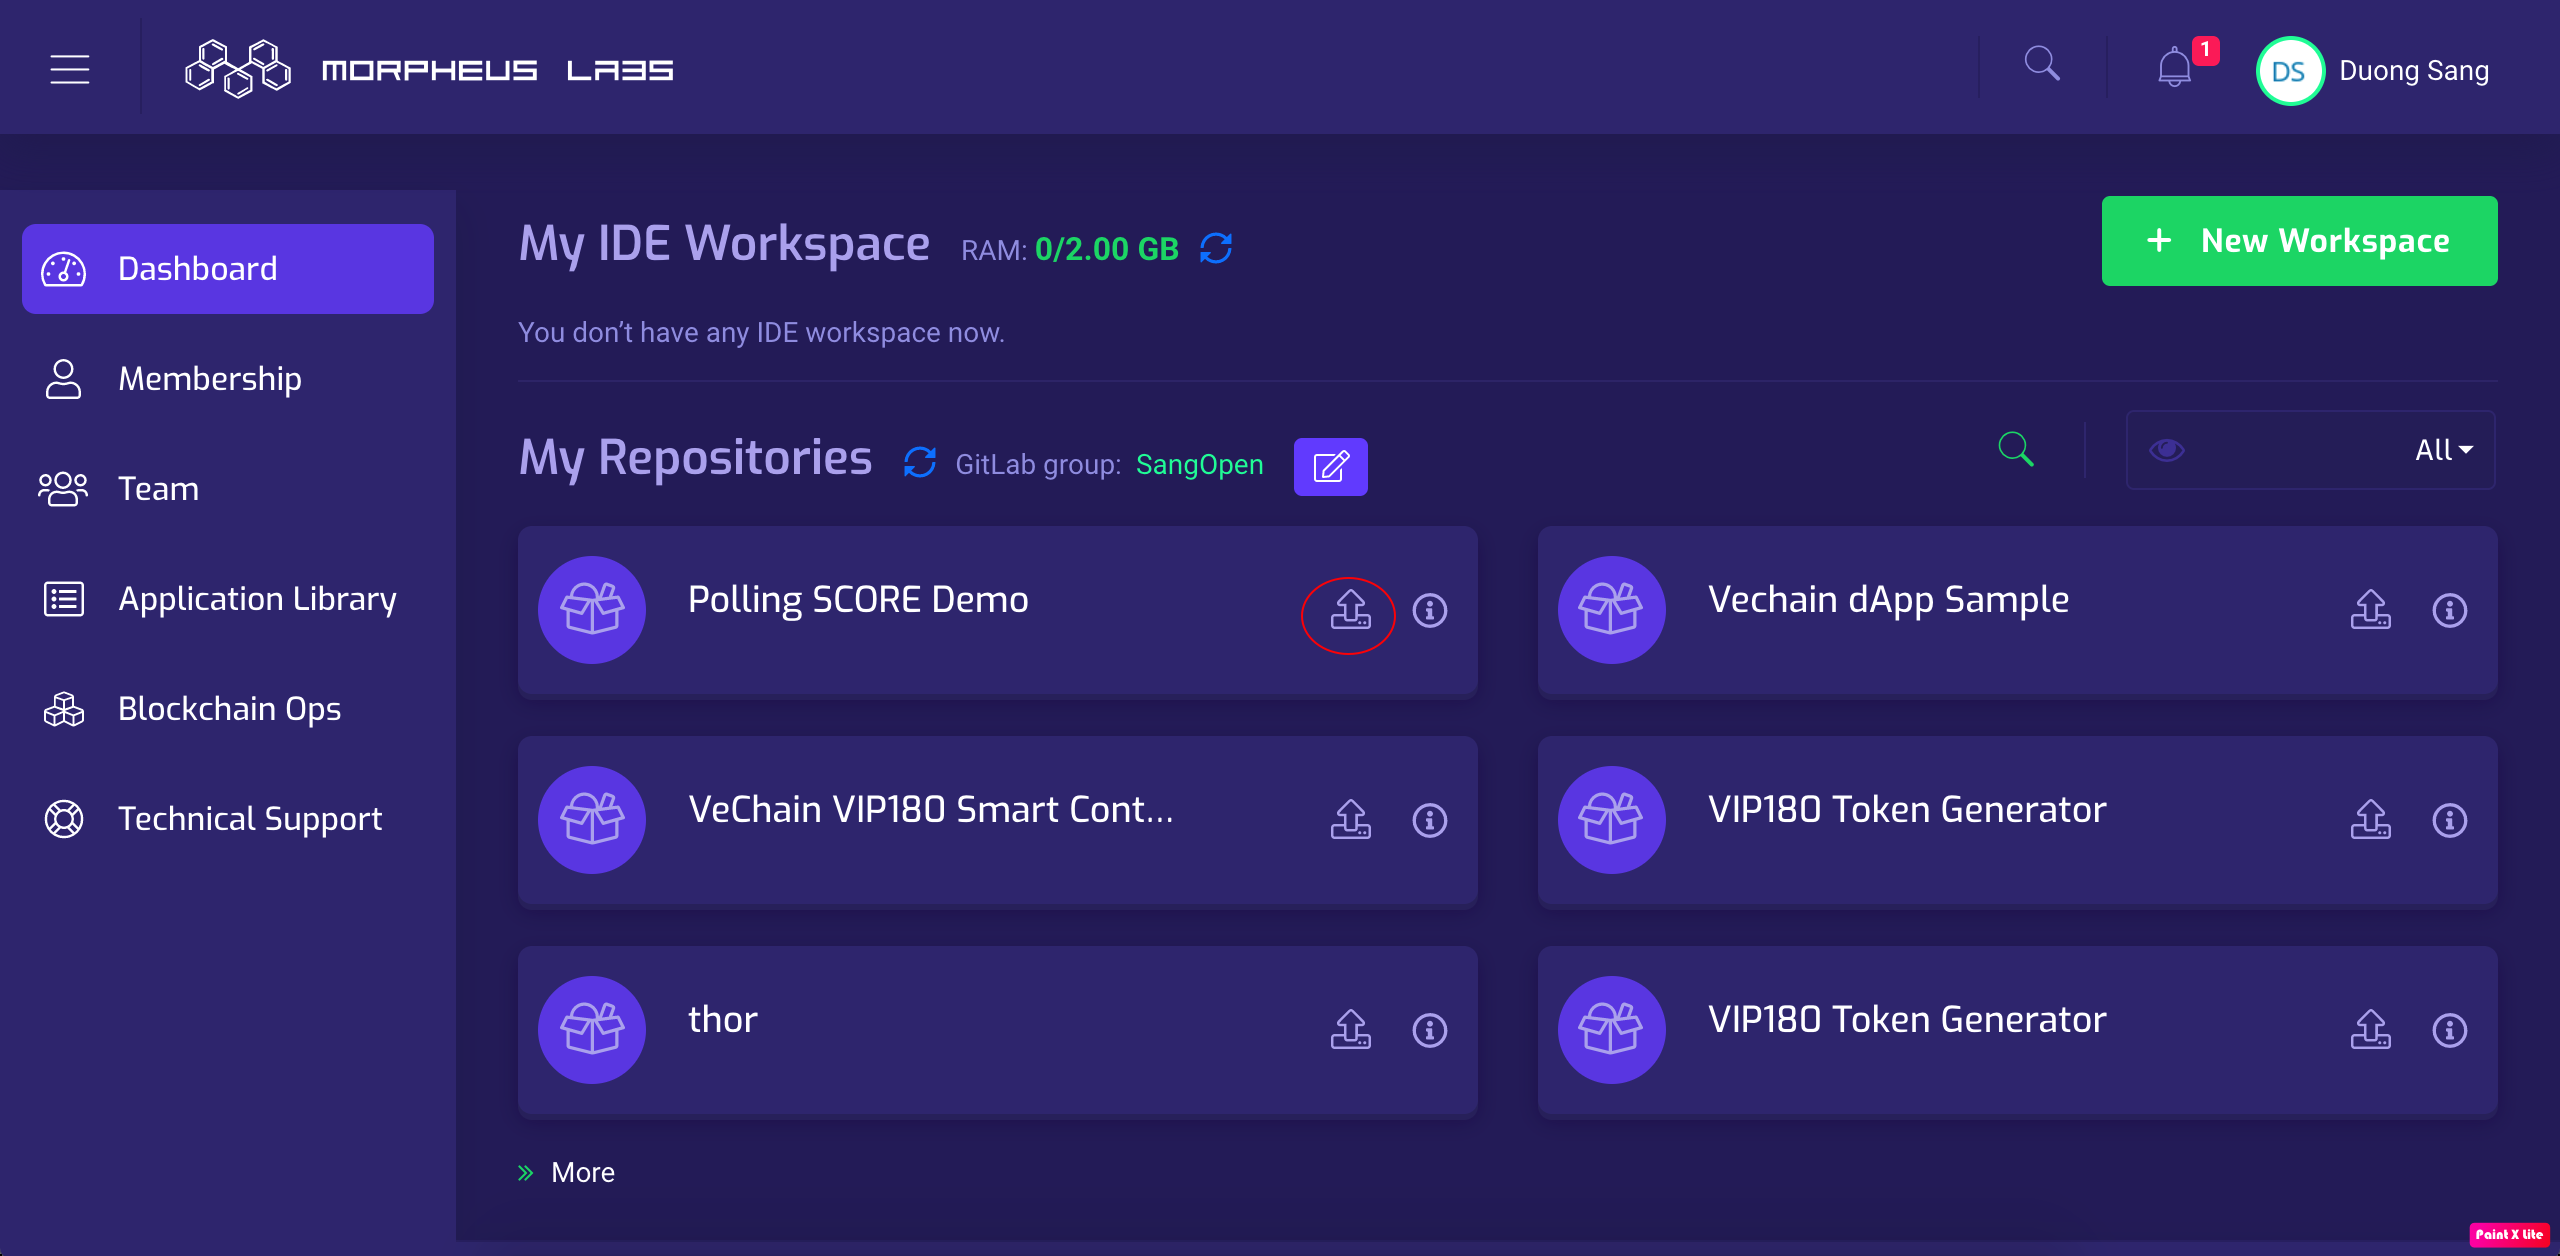 MORPHEUS LABS
1
DS
Duong Sang
Dashboard
Membership
Team
Application Library
Blockchain Ops
Technical Support
My IDE Workspace RAM: 0/2.00 GB
+ New Workspace
You don’t have any IDE workspace now.
My Repositories GitLab group: SangOpen
All
Polling SCORE Demo
Vechain dApp Sample
VeChain VIP180 Smart Cont...
VIP180 Token Generator
thor
VIP180 Token Generator
» More
Paint X Lite